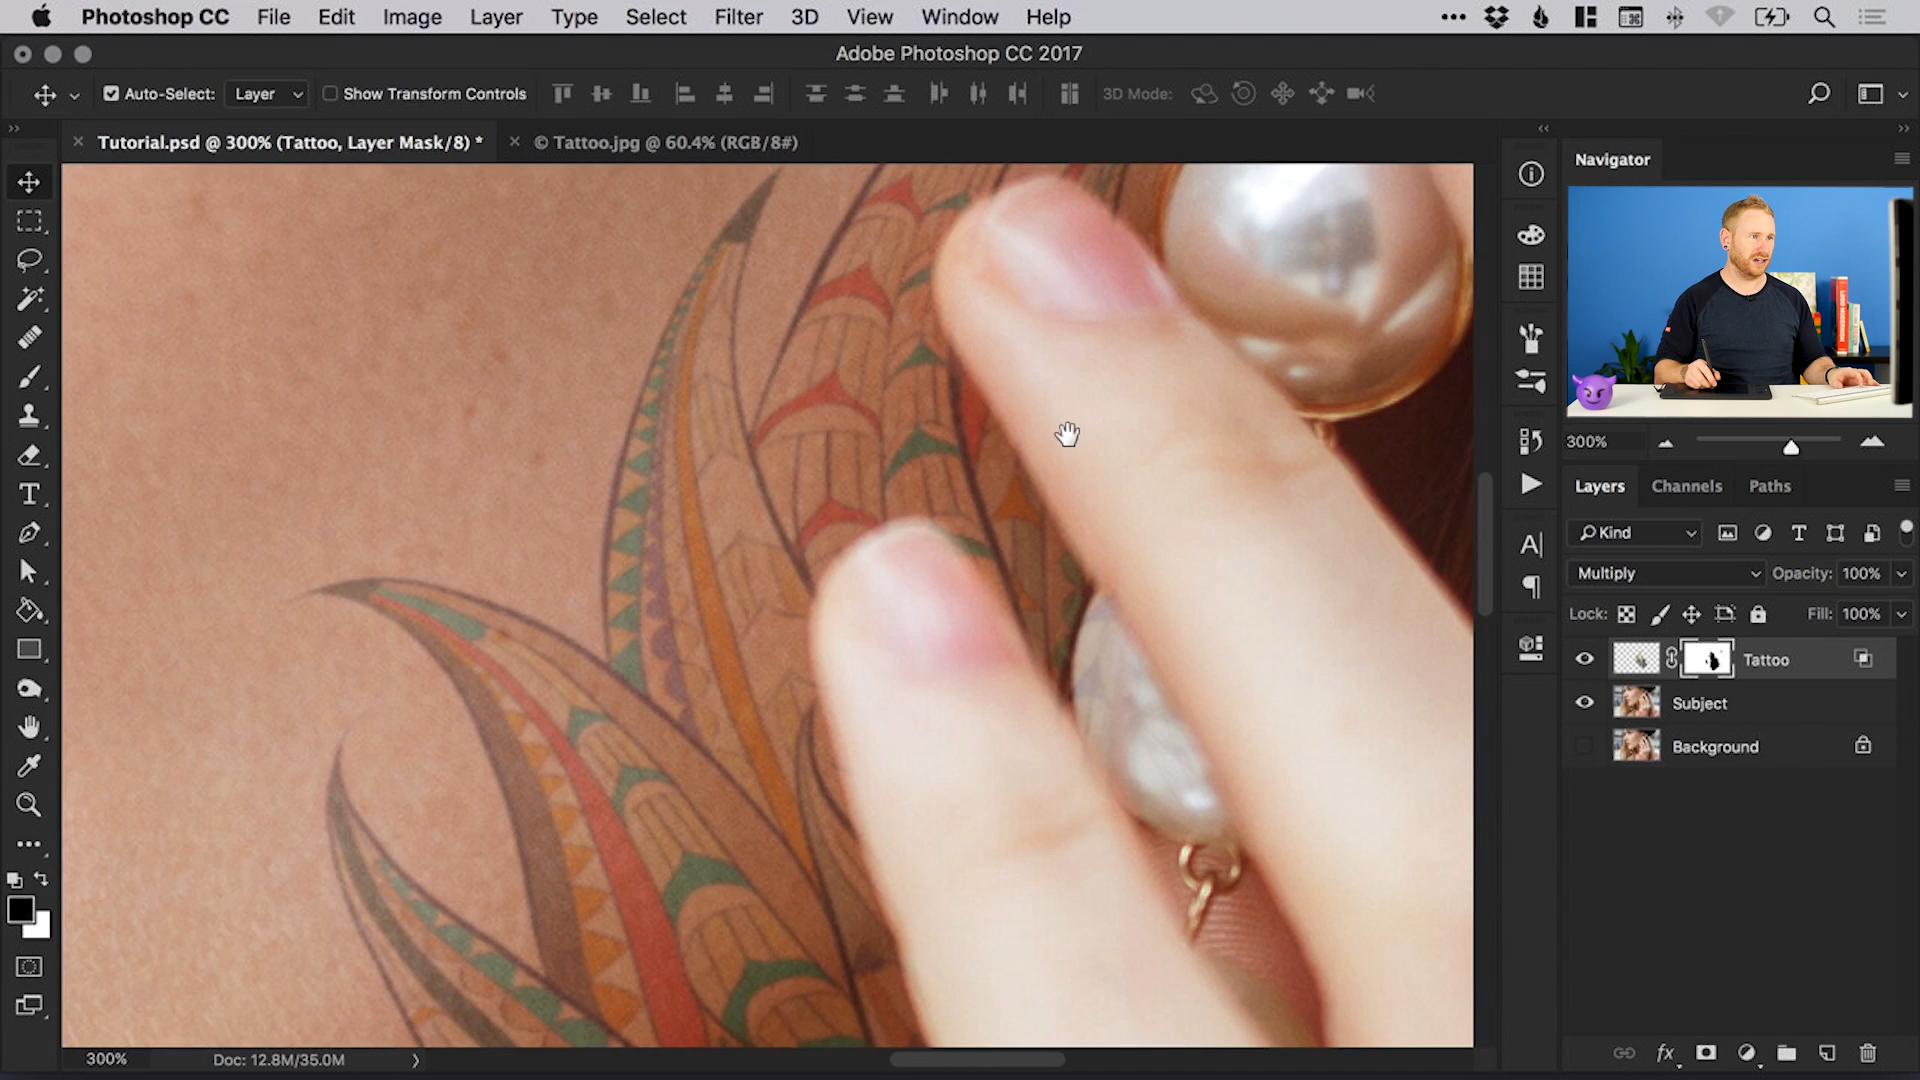 Photoshop CC File Edit Image Layer Type Select Filter 3D View Window Help
Adobe Photoshop CC 2017
Auto-Select: Layer Show Transform Controls 3D Mode:
Tutorial.psd @ 300% (Tattoo, Layer Mask/8) * © Tattoo.jpg @ 60.4% (RGB/8#)
Navigator
300%
Layers Channels Paths
Kind
Multiply Opacity: 100%
Lock: Fill: 100%
Tattoo
Subject
Background
300% Doc: 12.8M/35.0M